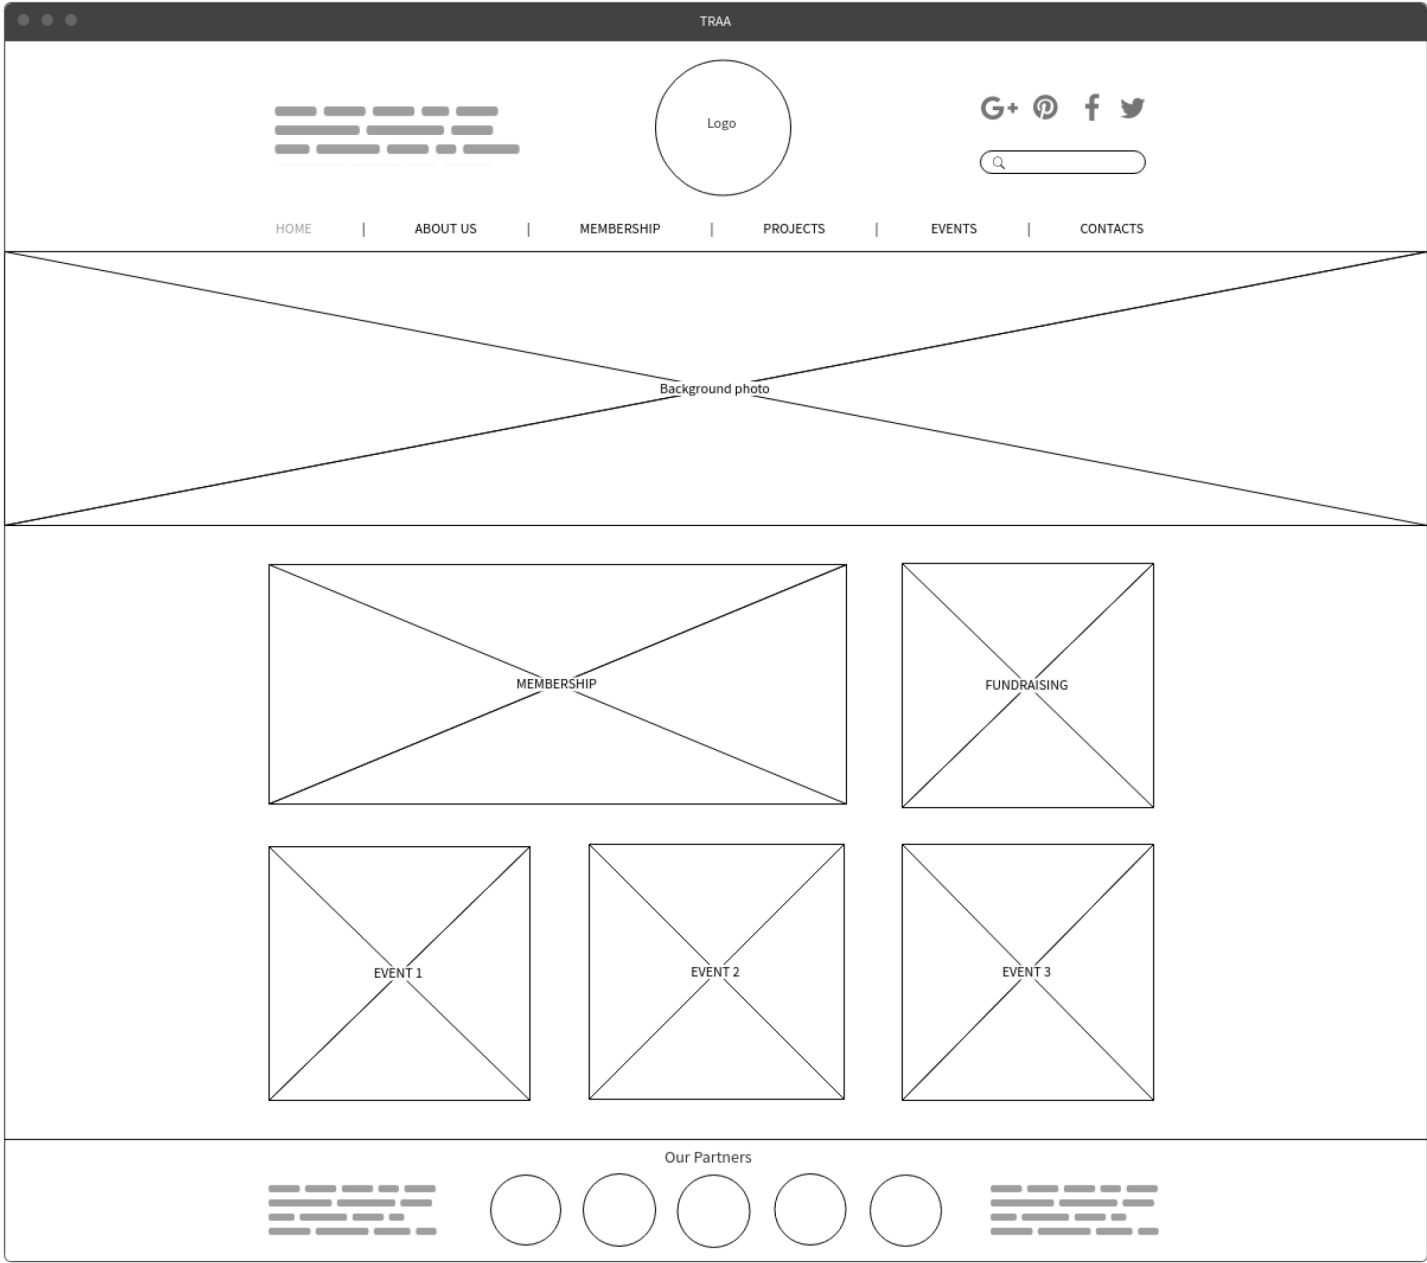 TRAA
Logo
HOME | ABOUT US | MEMBERSHIP | PROJECTS | EVENTS | CONTACTS
Background photo
MEMBERSHIP
FUNDRAISING
EVENT 1
EVENT 2
EVENT 3
Our Partners